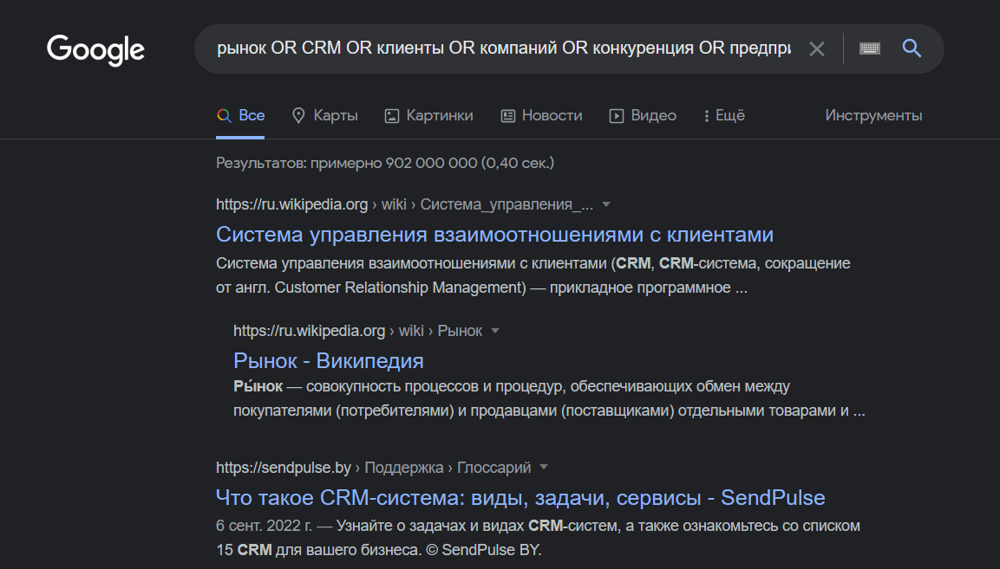 Google
рынок OR CRM OR клиенты OR компаний OR конкуренция OR предпри
Все Карты Картинки Новости Видео Ещё Инструменты
Результатов: примерно 902 000 000 (0,40 сек.)
https://ru.wikipedia.org › wiki › Система_управления_...
Система управления взаимоотношениями с клиентами
Система управления взаимоотношениями с клиентами (CRM, CRM-система, сокращение
от англ. Customer Relationship Management) — прикладное программное ...
https://ru.wikipedia.org › wiki › Рынок
Рынок - Википедия
Ры́нок — совокупность процессов и процедур, обеспечивающих обмен между
покупателями (потребителями) и продавцами (поставщиками) отдельными товарами и ...
https://sendpulse.by › Поддержка › Глоссарий
Что такое CRM-система: виды, задачи, сервисы - SendPulse
6 сент. 2022 г. — Узнайте о задачах и видах CRM-систем, а также ознакомьтесь со списком
15 CRM для вашего бизнеса. © SendPulse BY.